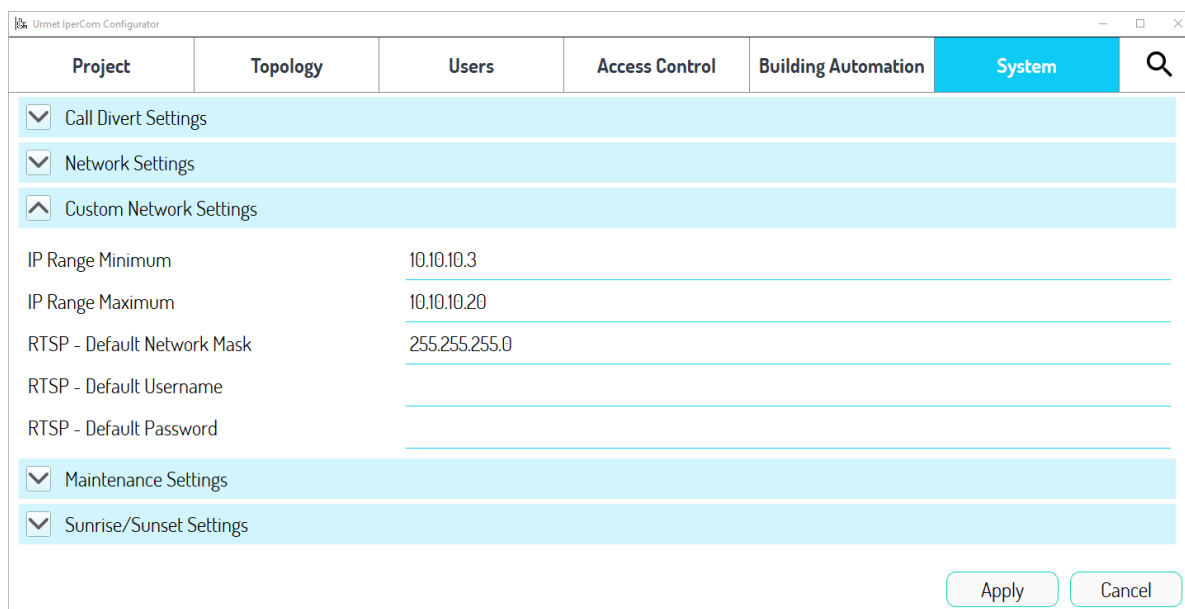 Urmet IperCom Configurator
Project Topology Users Access Control Building Automation System
Call Divert Settings
Network Settings
Custom Network Settings
IP Range Minimum 10.10.10.3
IP Range Maximum 10.10.10.20
RTSP - Default Network Mask 255.255.255.0
RTSP - Default Username
RTSP - Default Password
Maintenance Settings
Sunrise/Sunset Settings
Apply Cancel